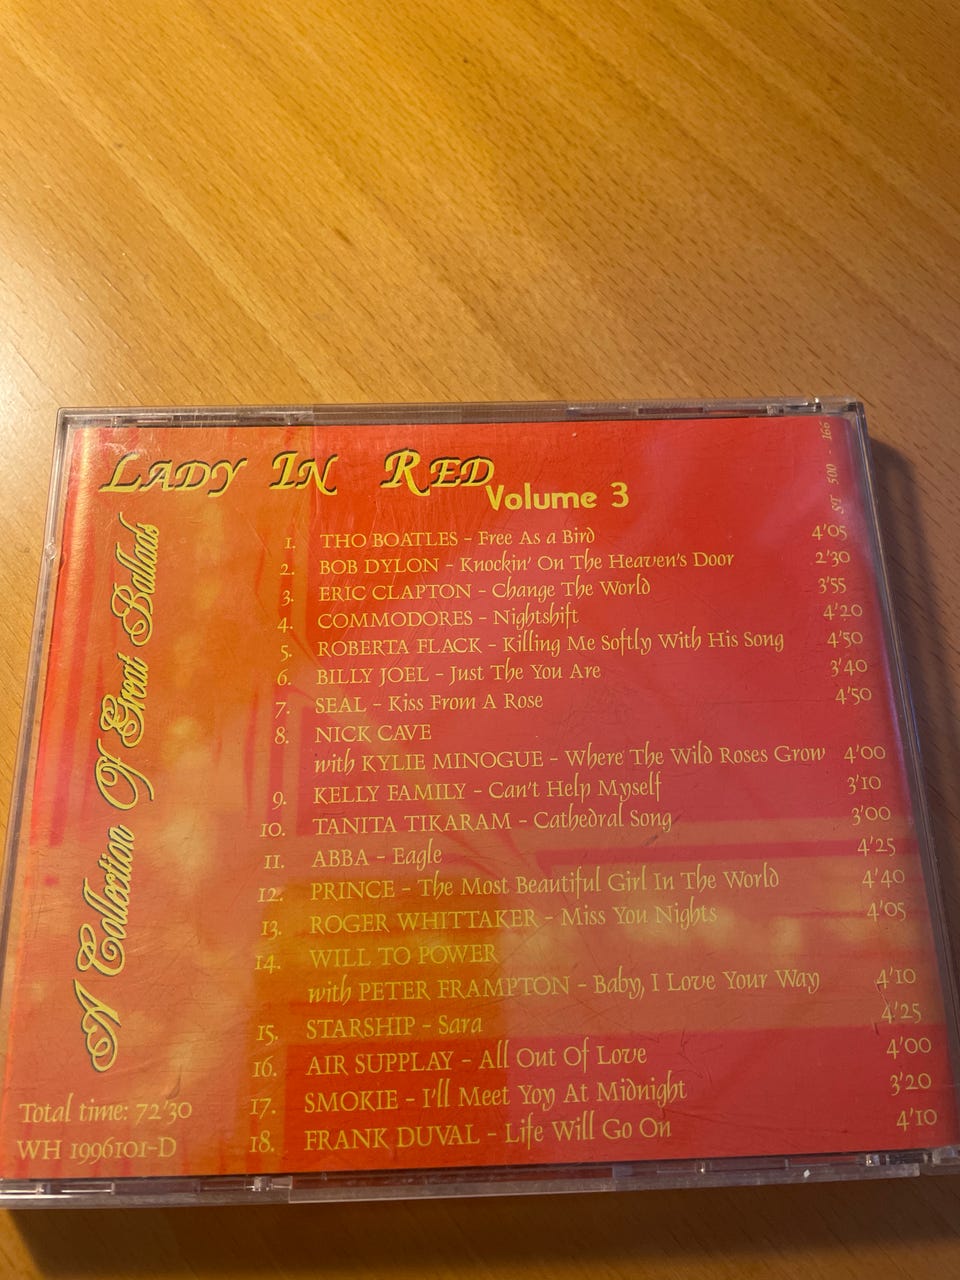 LADY IN RED
Volume 3
A Collection Of Great Ballads
ST 500 - 166
1. THO BOATLES - Free As a Bird 4'05
2. BOB DYLON - Knockin' On The Heaven's Door 2'30
3. ERIC CLAPTON - Change The World 3'55
4. COMMODORES - Nightshift 4'20
5. ROBERTA FLACK - Killing Me Softly With His Song 4'50
6. BILLY JOEL - Just The You Are 3'40
7. SEAL - Kiss From A Rose 4'50
8. NICK CAVE
with KYLIE MINOGUE - Where The Wild Roses Grow 4'00
9. KELLY FAMILY - Can't Help Myself 3'10
10. TANITA TIKARAM - Cathedral Song 3'00
11. ABBA - Eagle 4'25
12. PRINCE - The Most Beautiful Girl In The World 4'40
13. ROGER WHITTAKER - Miss You Nights 4'05
14. WILL TO POWER
with PETER FRAMPTON - Baby, I Love Your Way 4'10
15. STARSHIP - Sara 4'25
16. AIR SUPPLAY - All Out Of Love 4'00
17. SMOKIE - I'll Meet Yoy At Midnight 3'20
18. FRANK DUVAL - Life Will Go On 4'10
Total time: 72'30
WH 1996101-D